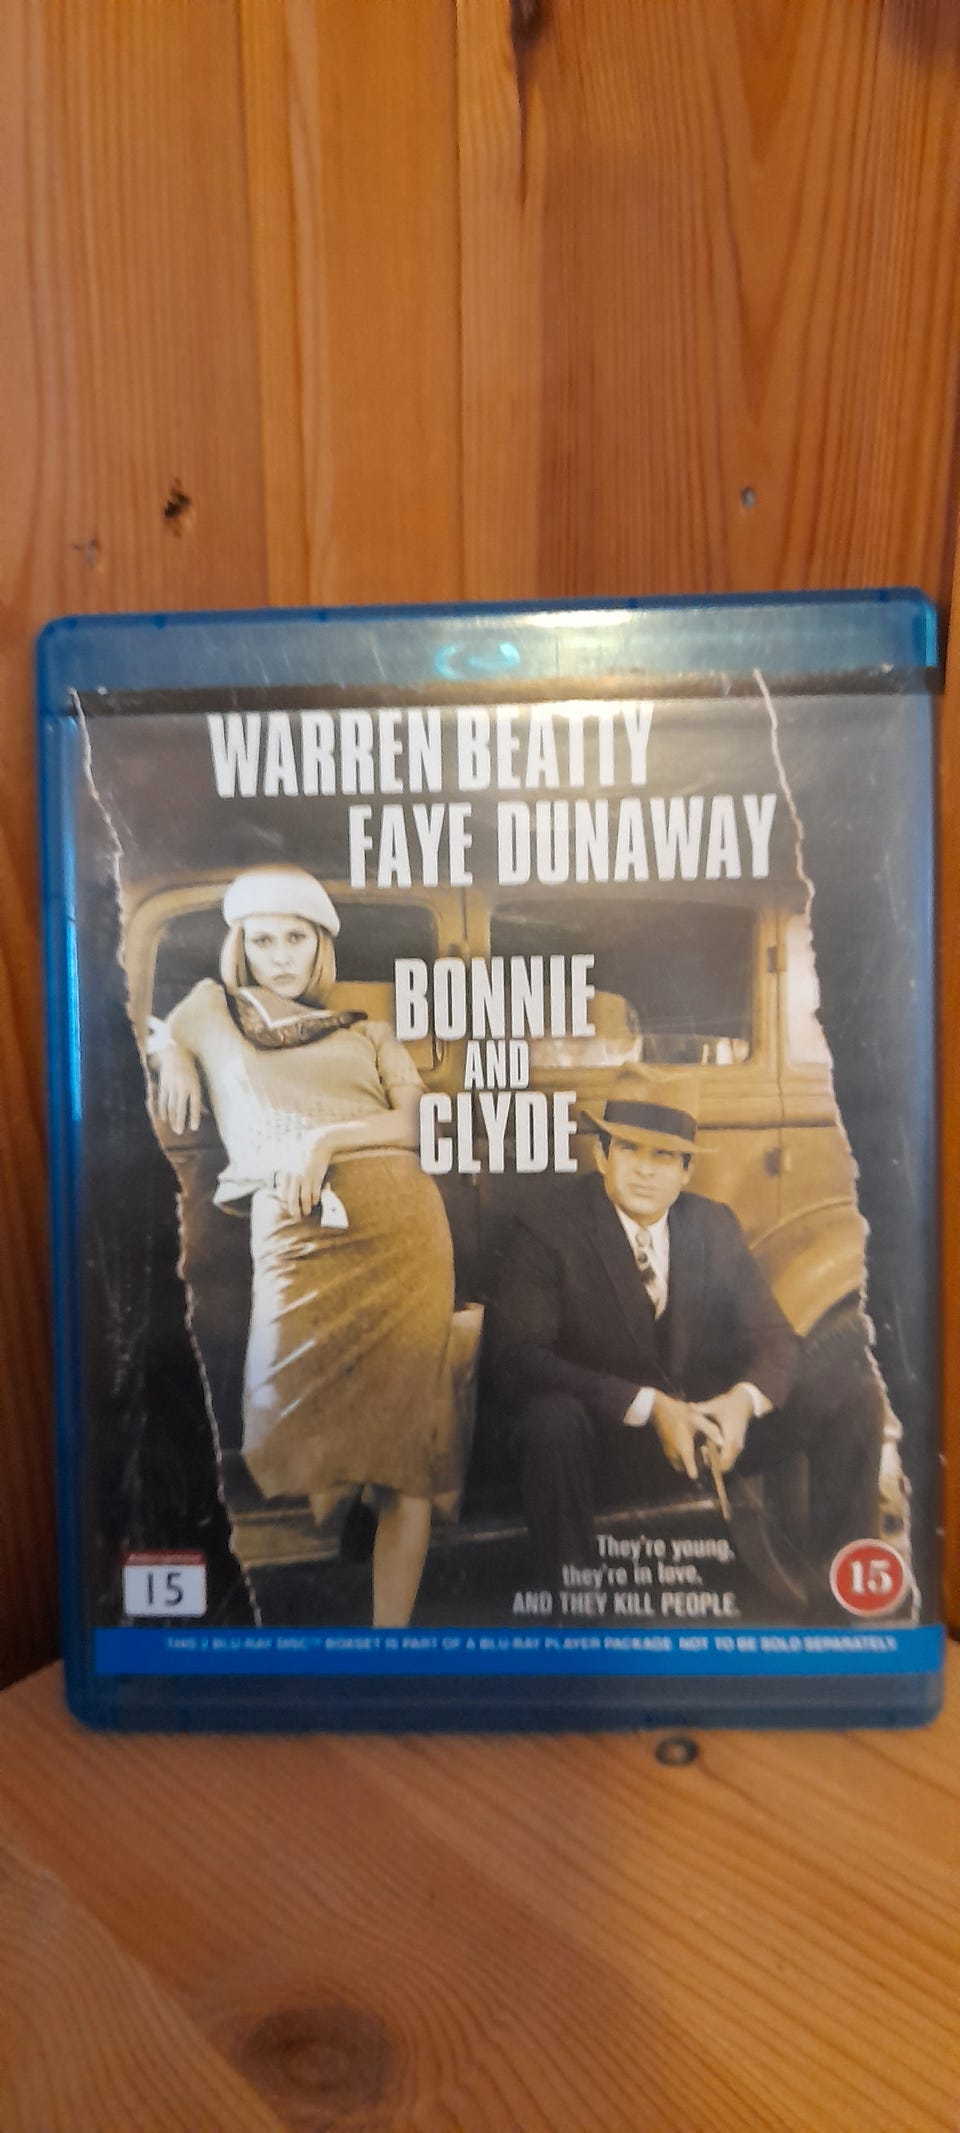 WARREN BEATTY
FAYE DUNAWAY
BONNIE
AND
CLYDE
They're young,
they're in love,
AND THEY KILL PEOPLE.
15
15
THIS 2 BLU-RAY DISC™ BOXSET IS PART OF A BLU-RAY PLAYER PACKAGE. NOT TO BE SOLD SEPARATELY.